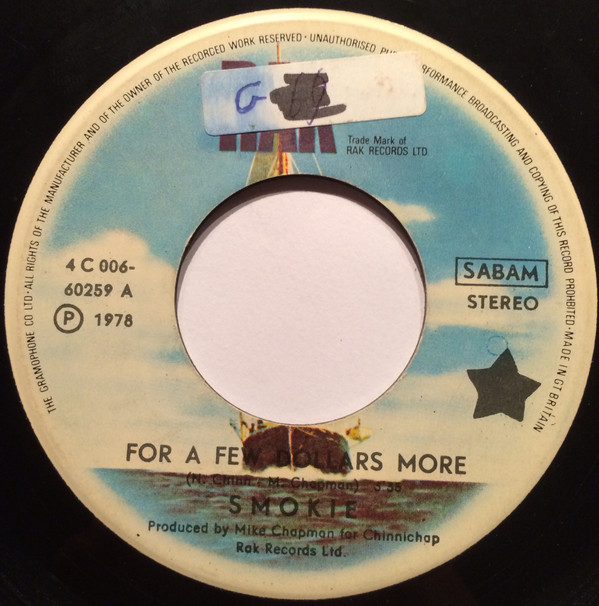 THE GRAMOPHONE CO LTD·ALL RIGHTS OF THE MANUFACTURER AND OF THE OWNER OF THE RECORDED WORK RESERVED·UNAUTHORISED PERFORMANCE BROADCASTING AND COPYING OF THIS RECORD PROHIBITED·MADE IN GT BRITAIN
RAK
G
Trade Mark of
RAK RECORDS LTD
4 C 006-
60259 A
Ⓟ 1978
SABAM
STEREO
FOR A FEW DOLLARS MORE
(N. Chinn - M. Chapman) 3.38
SMOKIE
Produced by Mike Chapman for Chinnichap
Rak Records Ltd.